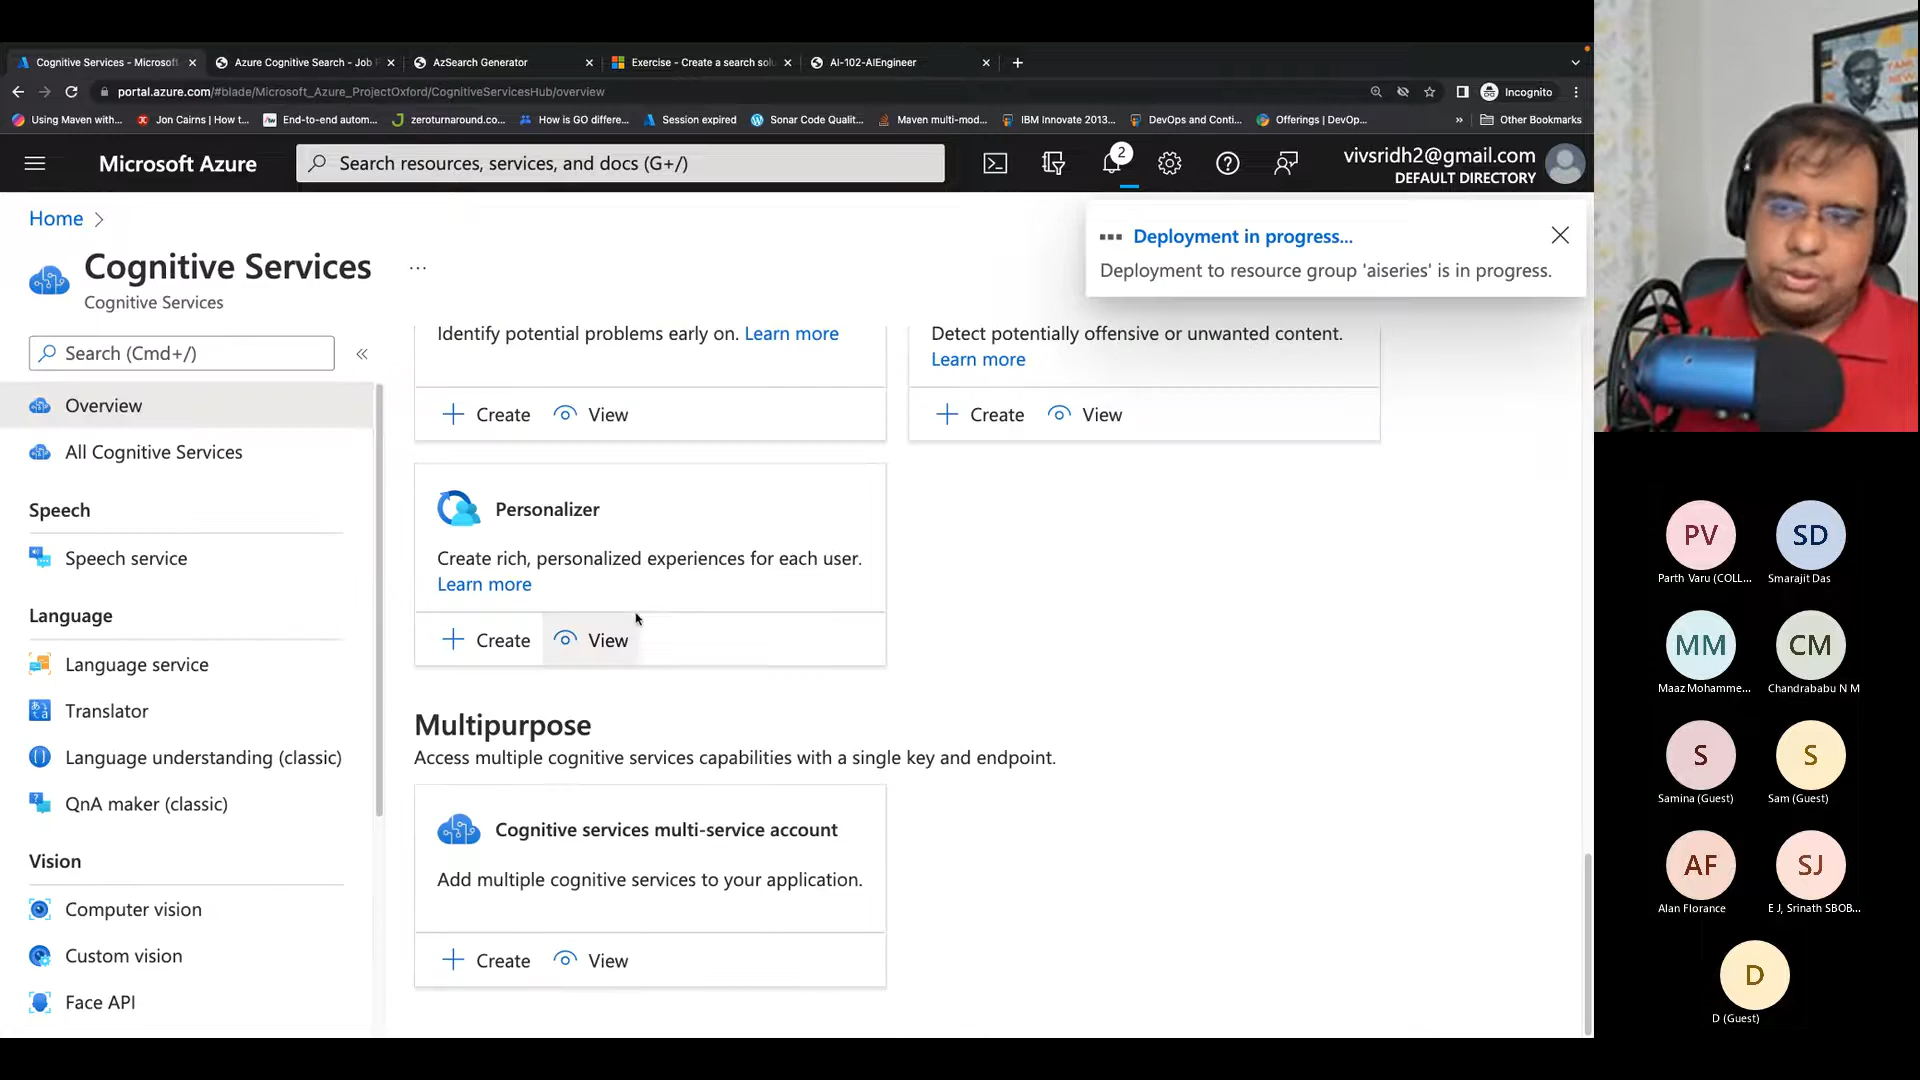 Cognitive Services - Microsoft
Azure Cognitive Search - Job
AzSearch Generator
Exercise - Create a search solu
AI-102-AIEngineer
portal.azure.com/#blade/Microsoft_Azure_ProjectOxford/CognitiveServicesHub/overview
Incognito
Using Maven with...
Jon Cairns | How t...
End-to-end autom...
zeroturnaround.co...
How is GO differe...
Session expired
Sonar Code Qualit...
Maven multi-mod...
IBM Innovate 2013...
DevOps and Conti...
Offerings | DevOp...
»
Other Bookmarks
Microsoft Azure
Search resources, services, and docs (G+/)
2
vivsridh2@gmail.com
DEFAULT DIRECTORY
Home
Deployment in progress...
Deployment to resource group 'aiseries' is in progress.
Cognitive Services
...
Cognitive Services
Search (Cmd+/)
«
Overview
All Cognitive Services
Speech
Speech service
Language
Language service
Translator
Language understanding (classic)
QnA maker (classic)
Vision
Computer vision
Custom vision
Face API
Identify potential problems early on. Learn more
Create
View
Detect potentially offensive or unwanted content.
Learn more
Create
View
Personalizer
Create rich, personalized experiences for each user.
Learn more
Create
View
Multipurpose
Access multiple cognitive services capabilities with a single key and endpoint.
Cognitive services multi-service account
Add multiple cognitive services to your application.
Create
View
PV
Parth Varu (COLL...
SD
Smarajit Das
MM
Maaz Mohamme...
CM
Chandrababu N M
S
Samina (Guest)
S
Sam (Guest)
AF
Alan Florance
SJ
E J, Srinath SBOB...
D
D (Guest)